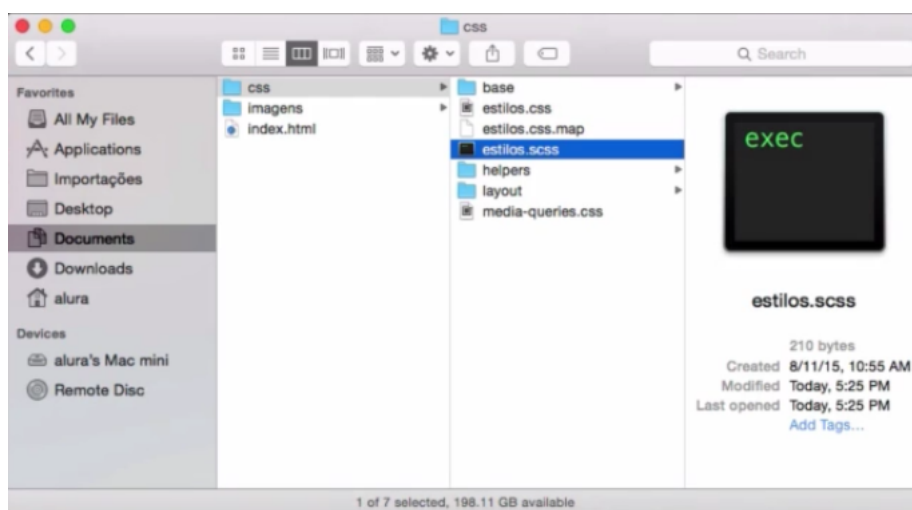 css
Search
Favorites
All My Files
Applications
Importações
Desktop
Documents
Downloads
alura
Devices
alura's Mac mini
Remote Disc
css
imagens
index.html
base
estilos.css
estilos.css.map
estilos.scss
helpers
layout
media-queries.css
exec
estilos.scss
210 bytes
Created 8/11/15, 10:55 AM
Modified Today, 5:25 PM
Last opened Today, 5:25 PM
Add Tags...
1 of 7 selected, 198.11 GB available